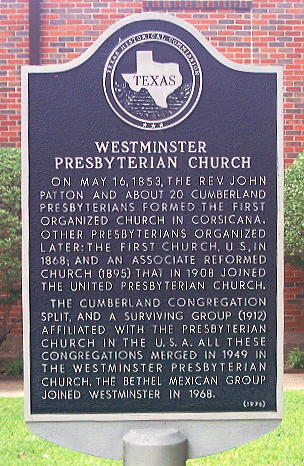 TEXAS HISTORICAL COMMISSION
TEXAS
WESTMINSTER
PRESBYTERIAN CHURCH
ON MAY 16, 1853, THE REV. JOHN
PATTON AND ABOUT 20 CUMBERLAND
PRESBYTERIANS FORMED THE FIRST
ORGANIZED CHURCH IN CORSICANA.
OTHER PRESBYTERIANS ORGANIZED
LATER: THE FIRST CHURCH, U.S., IN
1868; AND AN ASSOCIATE REFORMED
CHURCH (1895) THAT IN 1908 JOINED
THE UNITED PRESBYTERIAN CHURCH.
THE CUMBERLAND CONGREGATION
SPLIT, AND A SURVIVING GROUP (1912)
AFFILIATED WITH THE PRESBYTERIAN
CHURCH IN THE U.S.A. ALL THESE
CONGREGATIONS MERGED IN 1949 IN
THE WESTMINSTER PRESBYTERIAN
CHURCH. THE BETHEL MEXICAN GROUP
JOINED WESTMINSTER IN 1968.
(1976)